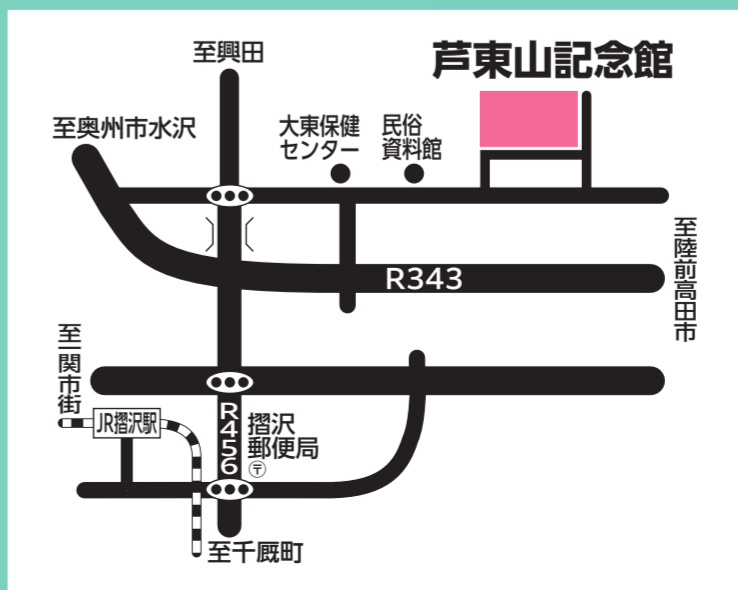 至興田
芦東山記念館
至奥州市水沢
大東保健
センター
民俗
資料館
至陸前高田市
R343
至一関市街
JR摺沢駅
R456
摺沢
郵便局
〒
至千厩町